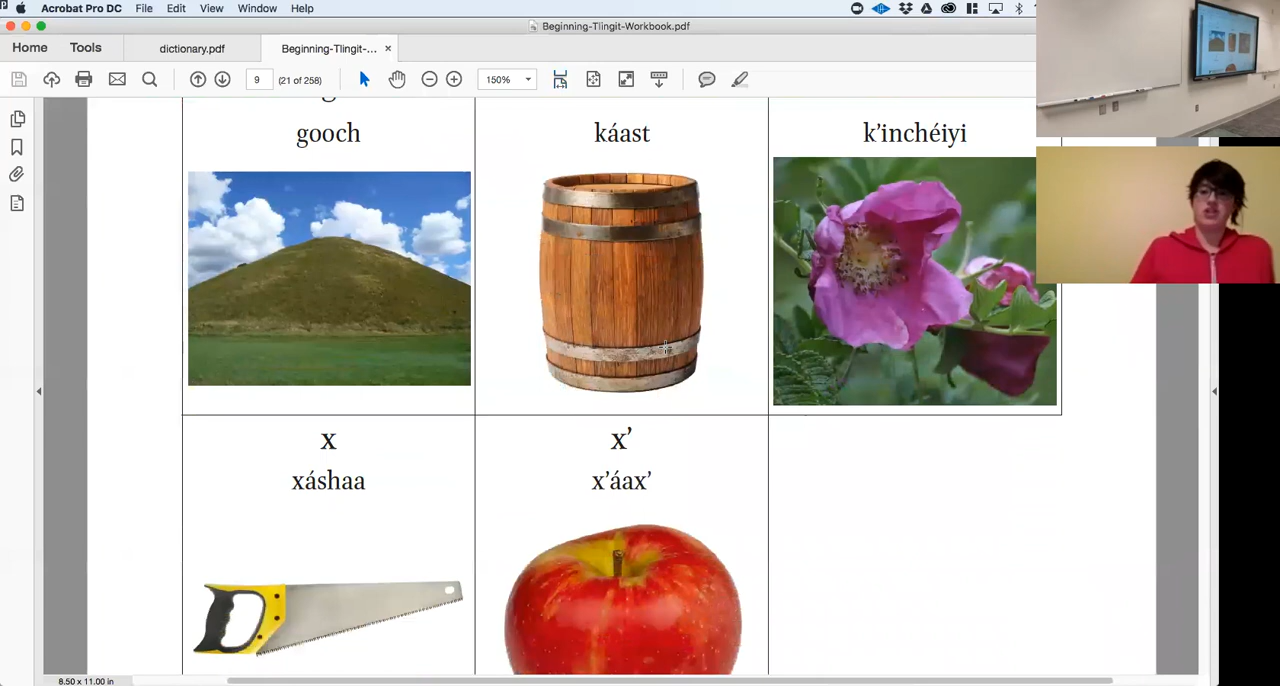 Acrobat Pro DC File Edit View Window Help
Beginning-Tlingit-Workbook.pdf
Home Tools dictionary.pdf Beginning-Tlingit-... ×
9 (21 of 258) 150%
gooch káast k’inchéiyi
x x’
xáshaa x’áax’
8.50 x 11.00 in